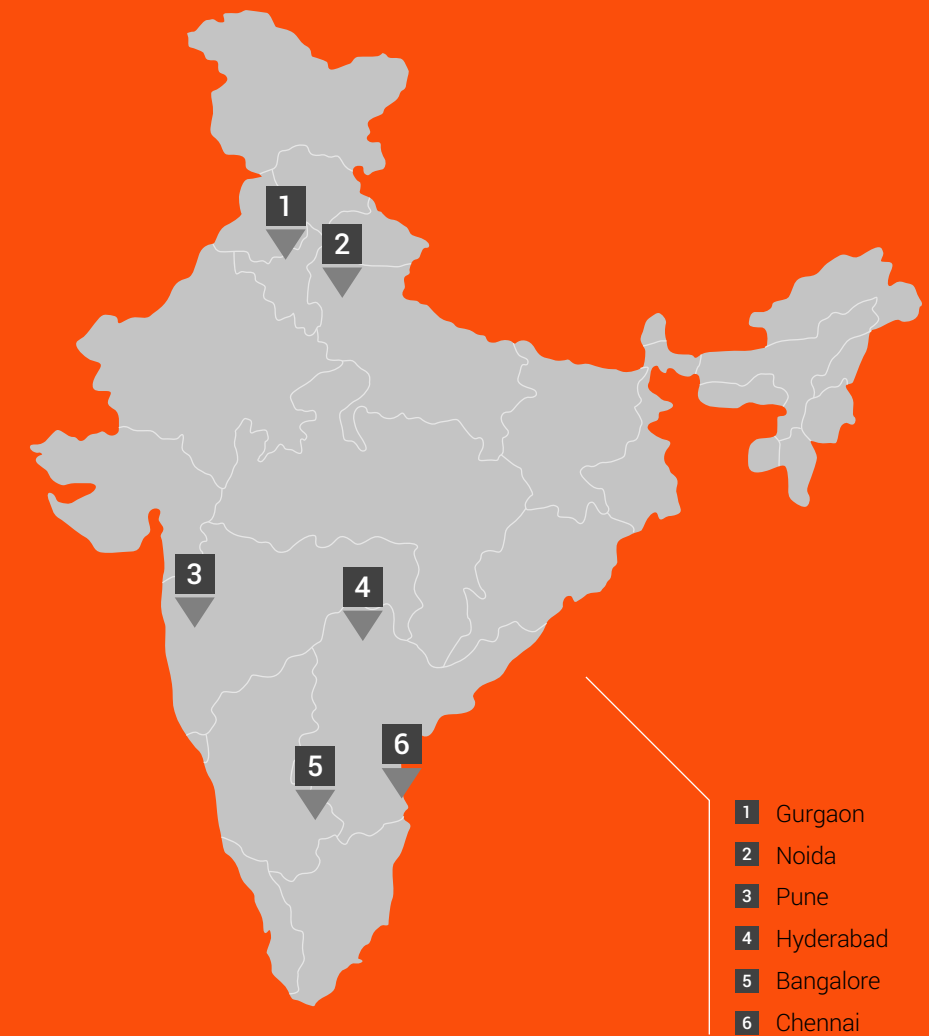 1
2
3
4
5
6
1 Gurgaon
2 Noida
3 Pune
4 Hyderabad
5 Bangalore
6 Chennai